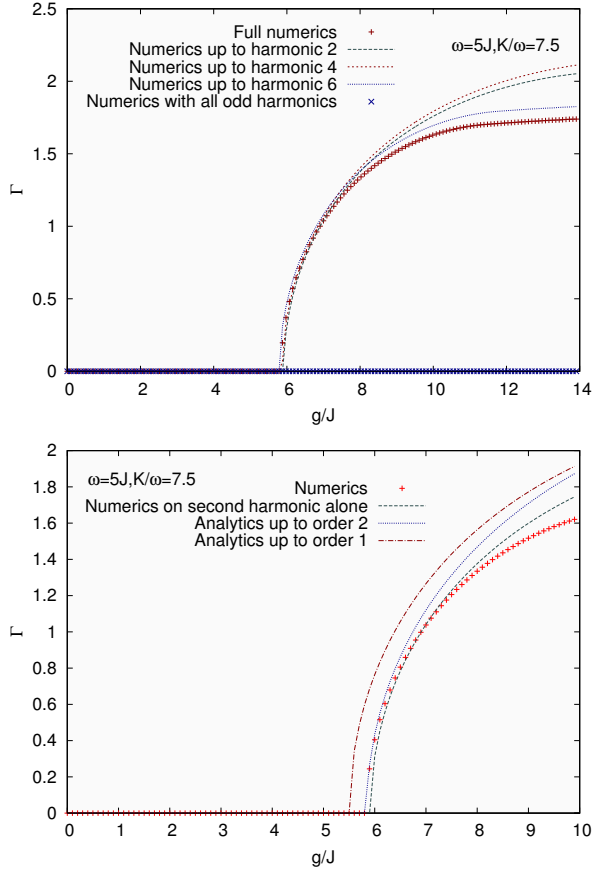 2.5
2
1.5
1
0.5
0
Γ
0 2 4 6 8 10 12 14
g/J
ω=5J,K/ω=7.5
Full numerics
Numerics up to harmonic 2
Numerics up to harmonic 4
Numerics up to harmonic 6
Numerics with all odd harmonics
2
1.8
1.6
1.4
1.2
1
0.8
0.6
0.4
0.2
0
Γ
0 1 2 3 4 5 6 7 8 9 10
g/J
ω=5J,K/ω=7.5
Numerics
Numerics on second harmonic alone
Analytics up to order 2
Analytics up to order 1